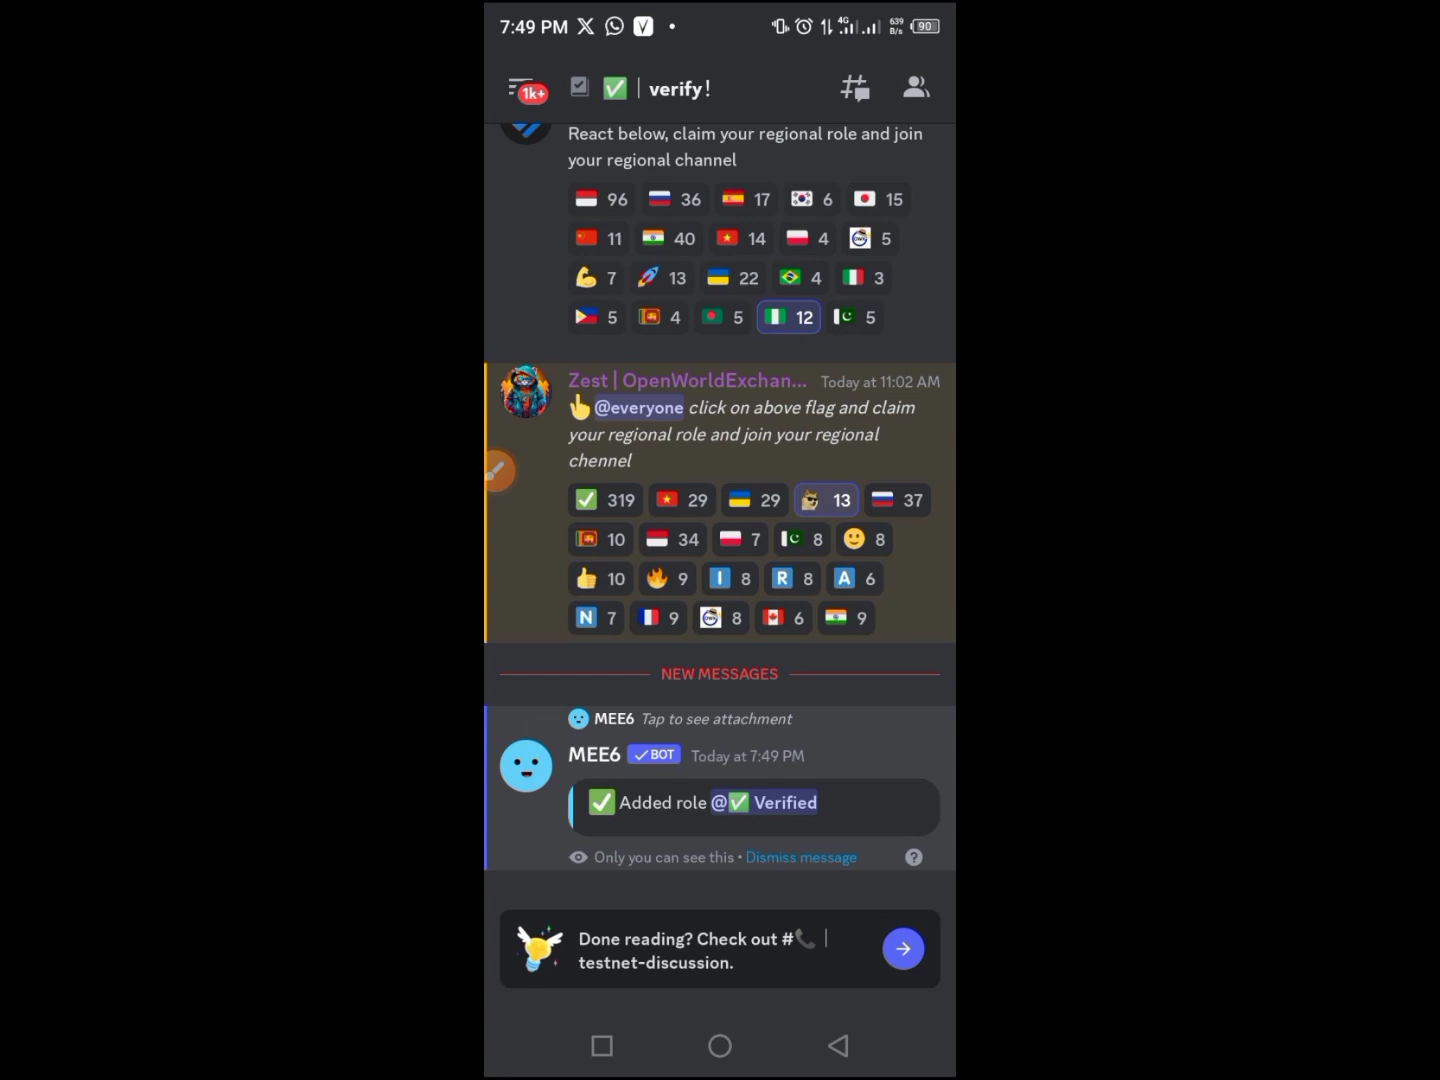 7:49 PM
4G
639
B/s
90
1k+
verify!
React below, claim your regional role and join
your regional channel
96 36 17 6 15
11 40 14 4 5
7 13 22 4 3
5 4 5 12 5
Zest | OpenWorldExchan... Today at 11:02 AM
@everyone click on above flag and claim
your regional role and join your regional
chennel
319 29 29 13 37
10 34 7 8 8
10 9 I 8 R 8 A 6
N 7 9 8 6 9
NEW MESSAGES
MEE6 Tap to see attachment
MEE6 BOT Today at 7:49 PM
Added role @✅ Verified
Only you can see this • Dismiss message
Done reading? Check out #📞 |
testnet-discussion.